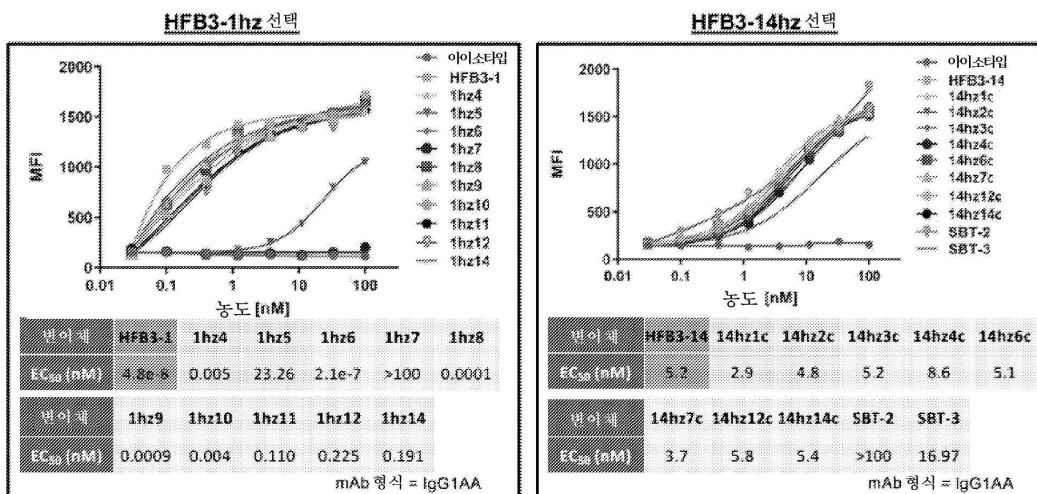 HFB3-1hz 선택
2000
1500
1000
500
0
MFI
0.01 0.1 1 10 100
농도 [nM]
아이소타입
HFB3-1
1hz4
1hz5
1hz6
1hz7
1hz8
1hz9
1hz10
1hz11
1hz12
1hz14
변이체 HFB3-1 1hz4 1hz5 1hz6 1hz7 1hz8
EC50 (nM) 4.8e-8 0.005 23.26 2.1e-7 >100 0.0001
변이체 1hz9 1hz10 1hz11 1hz12 1hz14
EC50 (nM) 0.0009 0.004 0.110 0.225 0.191
mAb 형식 = IgG1AA
HFB3-14hz 선택
2000
1500
1000
500
0
MFI
0.01 0.1 1 10 100
농도 [nM]
아이소타입
HFB3-14
14hz1c
14hz2c
14hz3c
14hz4c
14hz6c
14hz7c
14hz12c
14hz14c
SBT-2
SBT-3
변이체 HFB3-14 14hz1c 14hz2c 14hz3c 14hz4c 14hz6c
EC50 (nM) 5.2 2.9 4.8 5.2 8.6 5.1
변이체 14hz7c 14hz12c 14hz14c SBT-2 SBT-3
EC50 (nM) 3.7 5.8 5.4 >100 16.97
mAb 형식 = IgG1AA